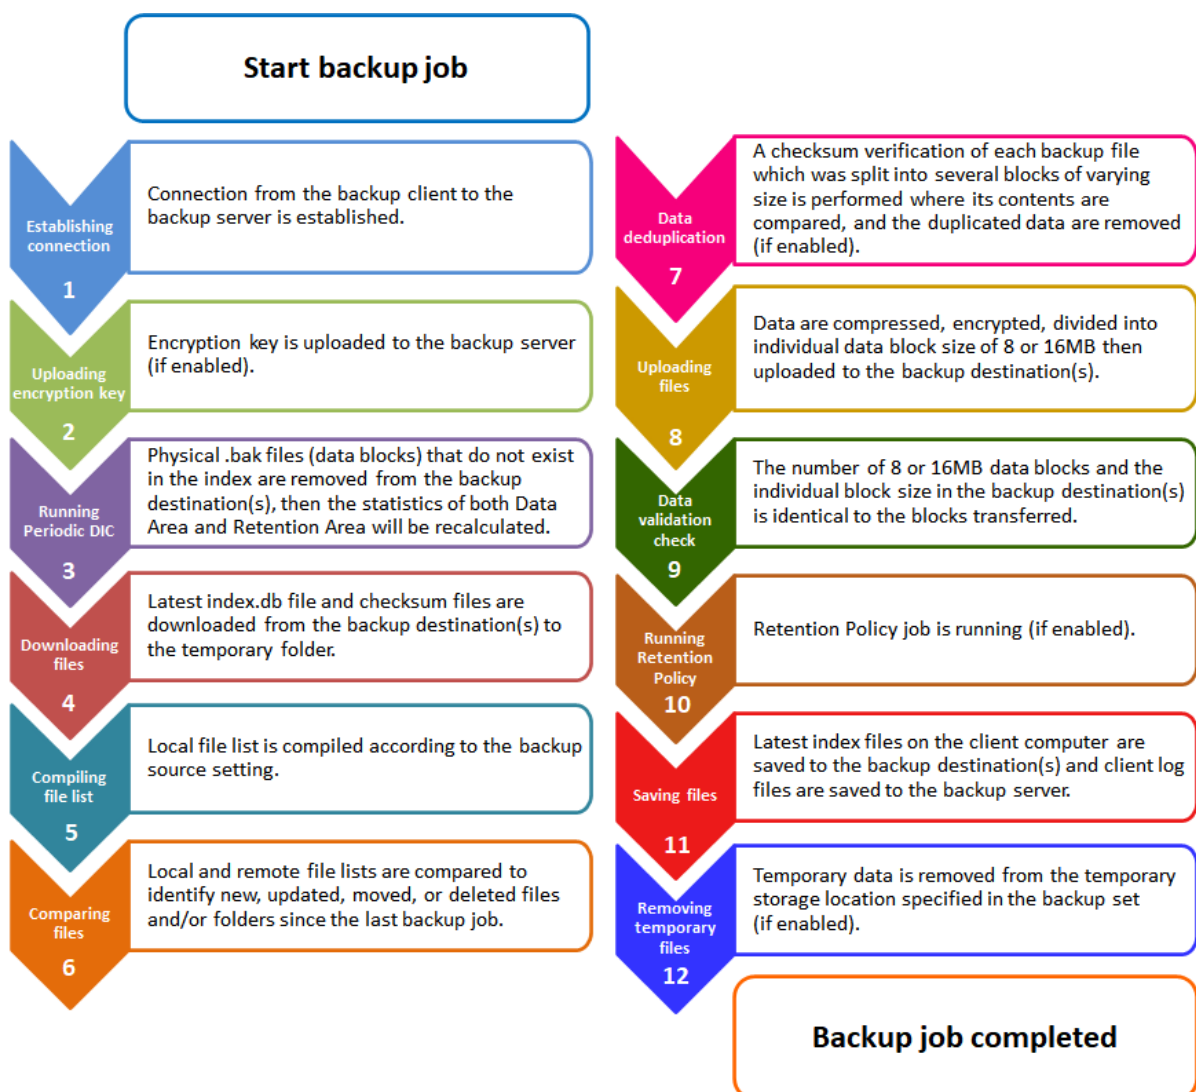 Start backup job
Establishing
connection
1
Connection from the backup client to the
backup server is established.
Uploading
encryption key
2
Encryption key is uploaded to the backup server
(if enabled).
Running
Periodic DIC
3
Physical .bak files (data blocks) that do not exist
in the index are removed from the backup
destination(s), then the statistics of both Data
Area and Retention Area will be recalculated.
Downloading
files
4
Latest index.db file and checksum files are
downloaded from the backup destination(s) to
the temporary folder.
Compiling
file list
5
Local file list is compiled according to the backup
source setting.
Comparing
files
6
Local and remote file lists are compared to
identify new, updated, moved, or deleted files
and/or folders since the last backup job.
Data
deduplication
7
A checksum verification of each backup file
which was split into several blocks of varying
size is performed where its contents are
compared, and the duplicated data are removed
(if enabled).
Uploading
files
8
Data are compressed, encrypted, divided into
individual data block size of 8 or 16MB then
uploaded to the backup destination(s).
Data
validation
check
9
The number of 8 or 16MB data blocks and the
individual block size in the backup destination(s)
is identical to the blocks transferred.
Running
Retention
Policy
10
Retention Policy job is running (if enabled).
Saving files
11
Latest index files on the client computer are
saved to the backup destination(s) and client log
files are saved to the backup server.
Removing
temporary
files
12
Temporary data is removed from the temporary
storage location specified in the backup set
(if enabled).
Backup job completed